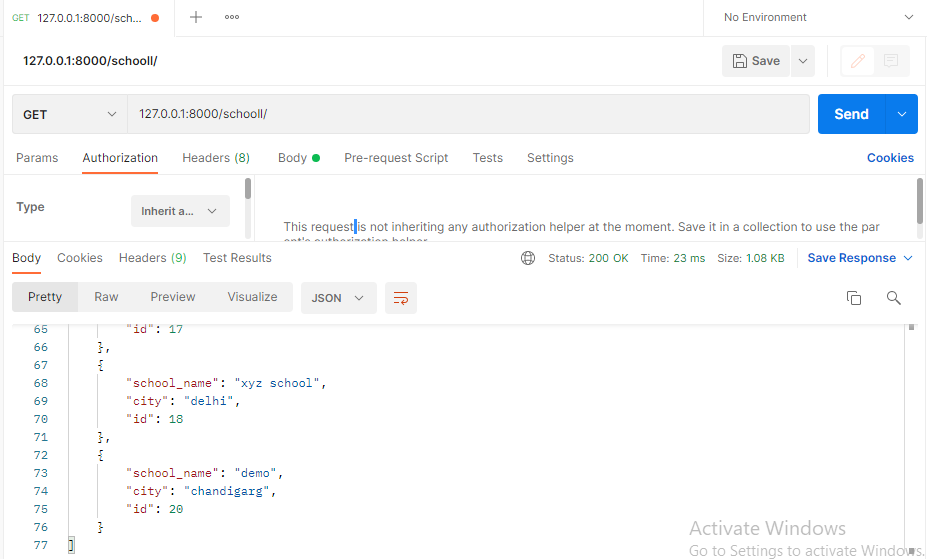 GET 127.0.0.1:8000/sch... No Environment
127.0.0.1:8000/schooll/ Save
GET 127.0.0.1:8000/schooll/ Send
Params Authorization Headers (8) Body Pre-request Script Tests Settings Cookies
Type Inherit a...
This request is not inheriting any authorization helper at the moment. Save it in a collection to use the par
ent's authorization helper.
Body Cookies Headers (9) Test Results Status: 200 OK Time: 23 ms Size: 1.08 KB Save Response
Pretty Raw Preview Visualize JSON
65 "id": 17
66 },
67 {
68 "school_name": "xyz school",
69 "city": "delhi",
70 "id": 18
71 },
72 {
73 "school_name": "demo",
74 "city": "chandigarg",
75 "id": 20
76 }
77 ]
Activate Windows
Go to Settings to activate Windows.